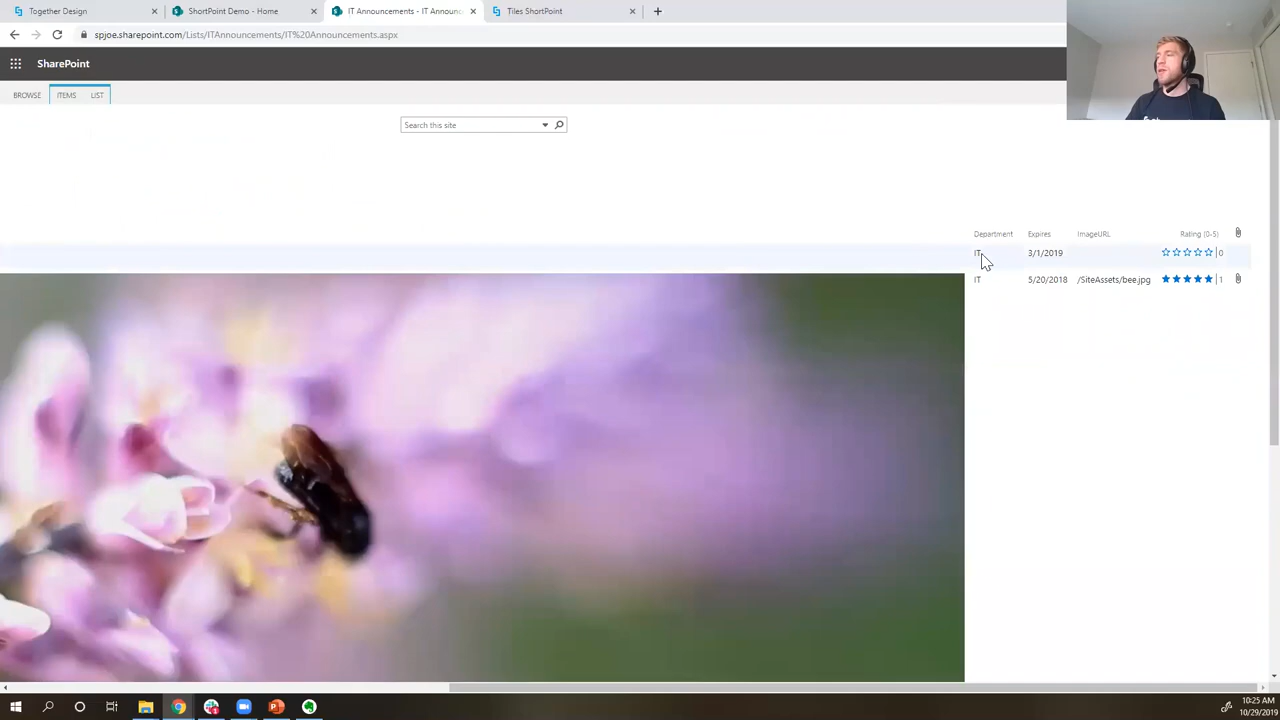 Together Design
ShortPoint Demo - Home
IT Announcements - IT Announc
Tiles ShortPoint
spjoe.sharepoint.com/Lists/ITAnnouncements/IT%20Announcements.aspx
SharePoint
BROWSE ITEMS LIST
Search this site
Department Expires ImageURL Rating (0-5)
IT 3/1/2019 0
IT 5/20/2018 /SiteAssets/bee.jpg 1
10:25 AM
10/29/2019